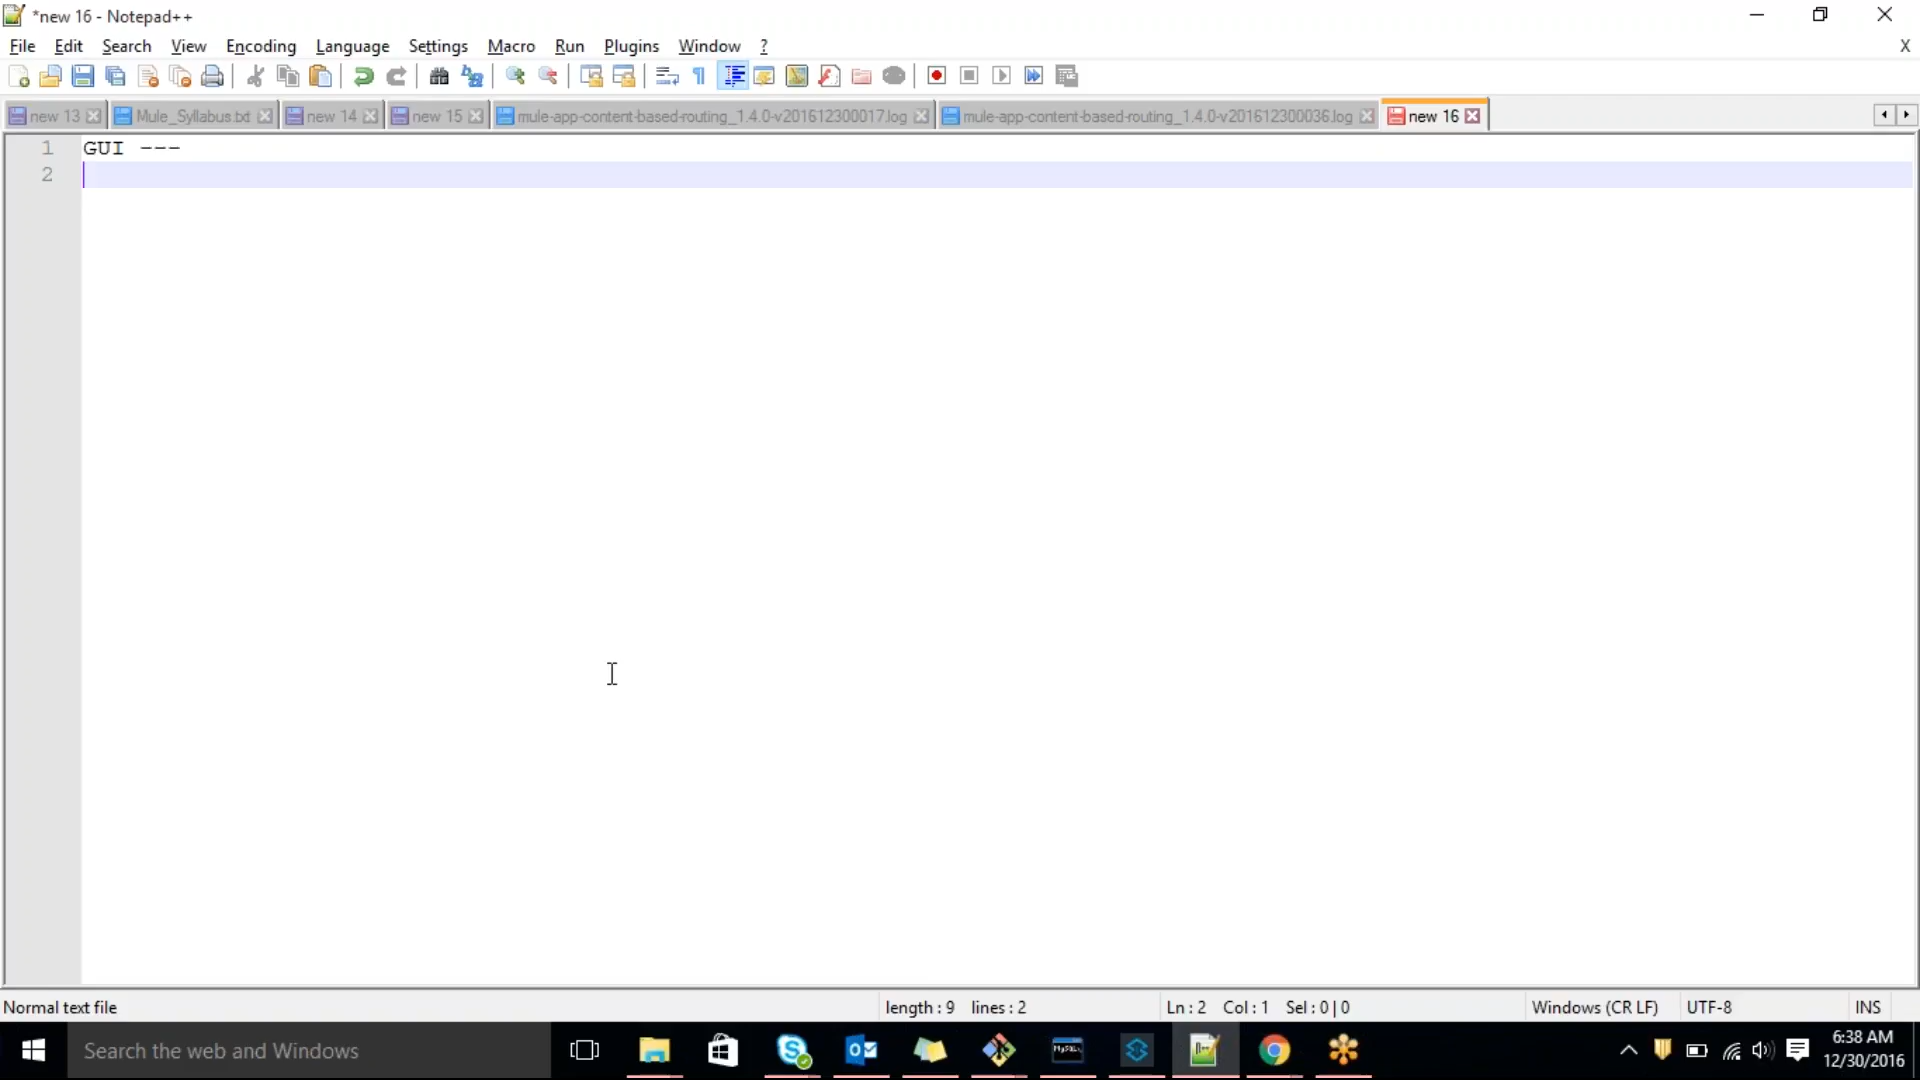 *new 16 - Notepad++
File Edit Search View Encoding Language Settings Macro Run Plugins Window ? X
new 13 Mule_Syllabus.txt new 14 new 15 mule-app-content-based-routing_1.4.0-v201612300017.log mule-app-content-based-routing_1.4.0-v201612300036.log new 16
1 GUI ---
2
Normal text file length : 9 lines : 2 Ln : 2 Col : 1 Sel : 0 | 0 Windows (CR LF) UTF-8 INS
Search the web and Windows
6:38 AM
12/30/2016